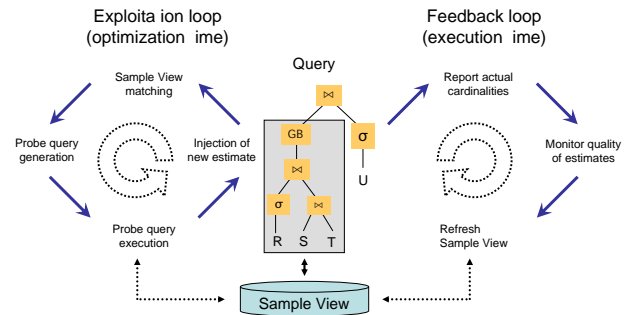 Exploita ion loop
(optimization ime)
Feedback loop
(execution ime)
Query
Sample View
matching
Probe query
generation
Injection of
new estimate
Probe query
execution
⋈
GB
σ
⋈
U
σ
⋈
R S T
Report actual
cardinalities
Monitor quality
of estimates
Refresh
Sample View
Sample View